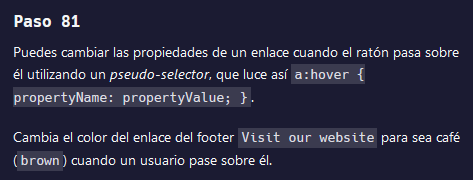 Paso 81
Puedes cambiar las propiedades de un enlace cuando el ratón pasa sobre
él utilizando un pseudo-selector, que luce así a:hover {
propertyName: propertyValue; }.
Cambia el color del enlace del footer Visit our website para sea café
(brown) cuando un usuario pase sobre él.